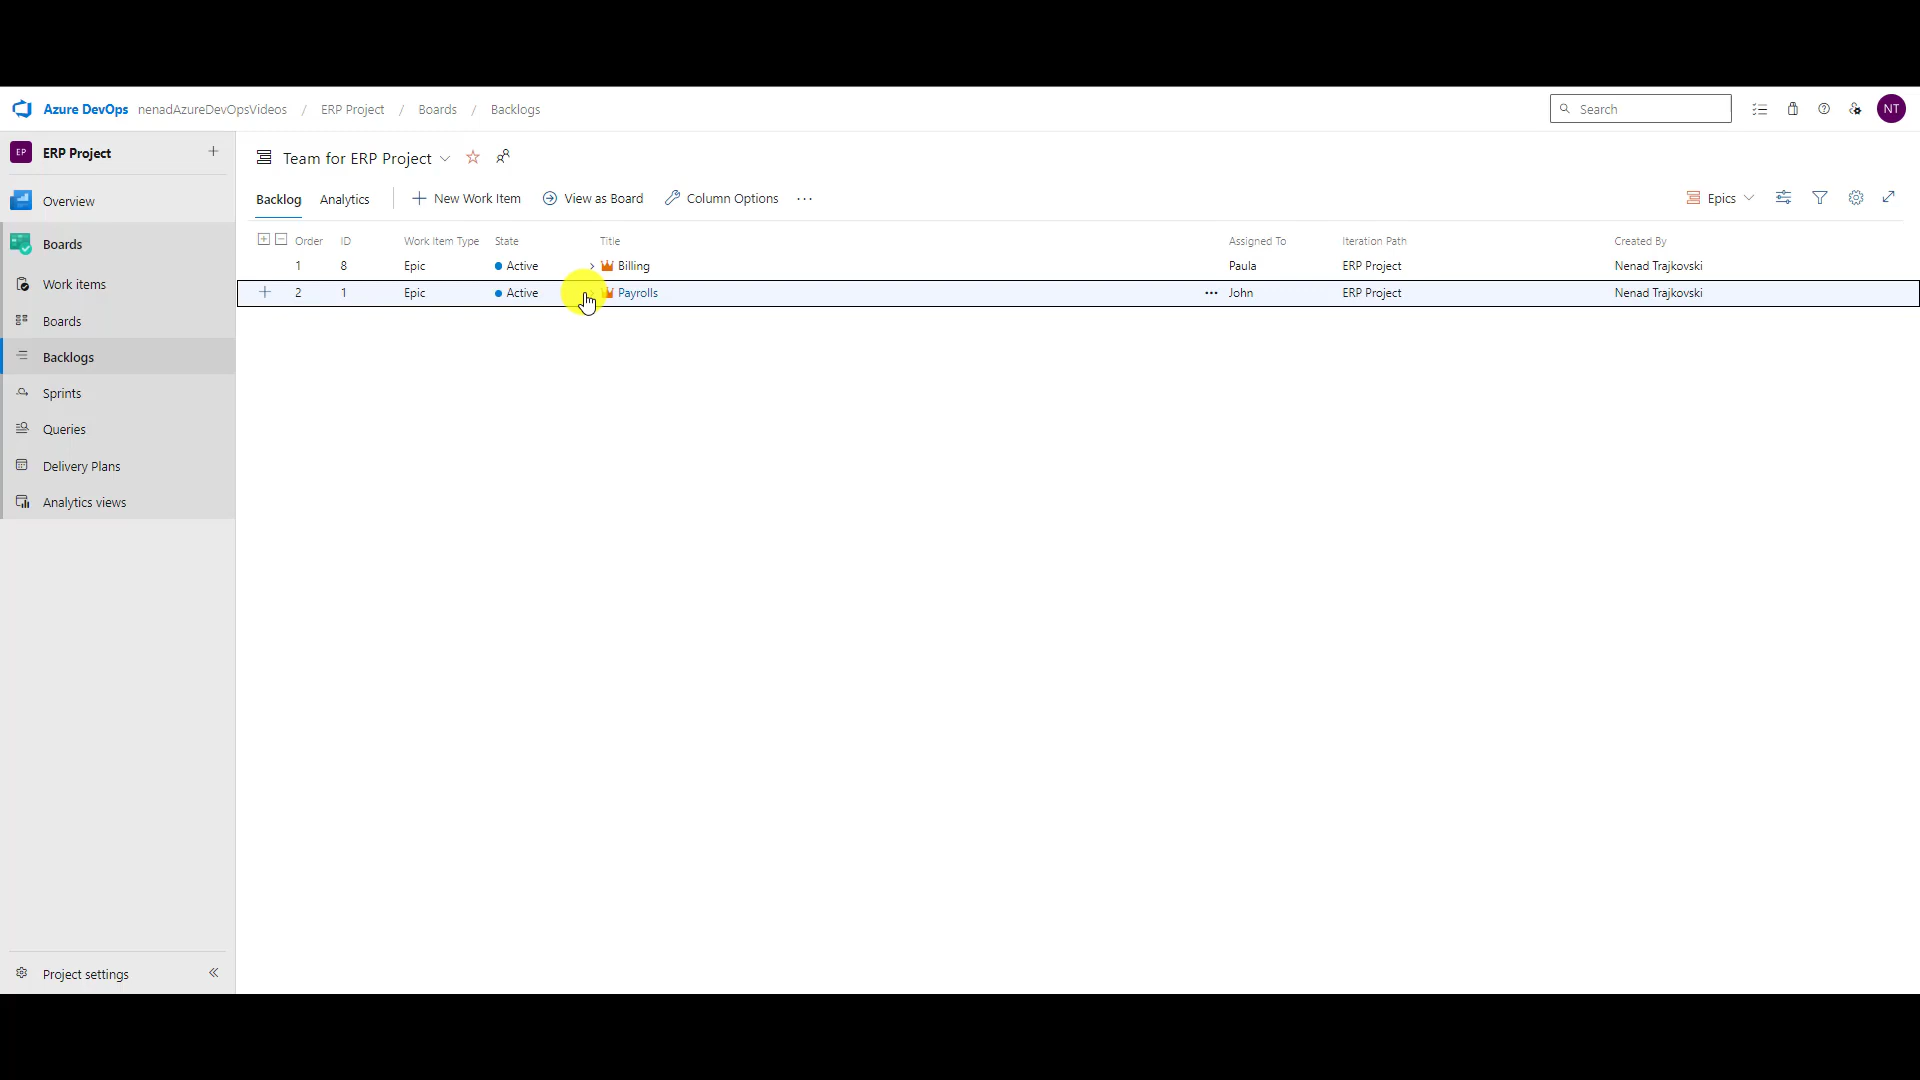 Azure DevOps nenadAzureDevOpsVideos / ERP Project / Boards / Backlogs Search NT
EP ERP Project
Team for ERP Project
Overview
Backlog Analytics New Work Item View as Board Column Options Epics
Boards
Order ID Work Item Type State Title Assigned To Iteration Path Created By
1 8 Epic Active Billing Paula ERP Project Nenad Trajkovski
2 1 Epic Active Payrolls John ERP Project Nenad Trajkovski
Work items
Boards
Backlogs
Sprints
Queries
Delivery Plans
Analytics views
Project settings